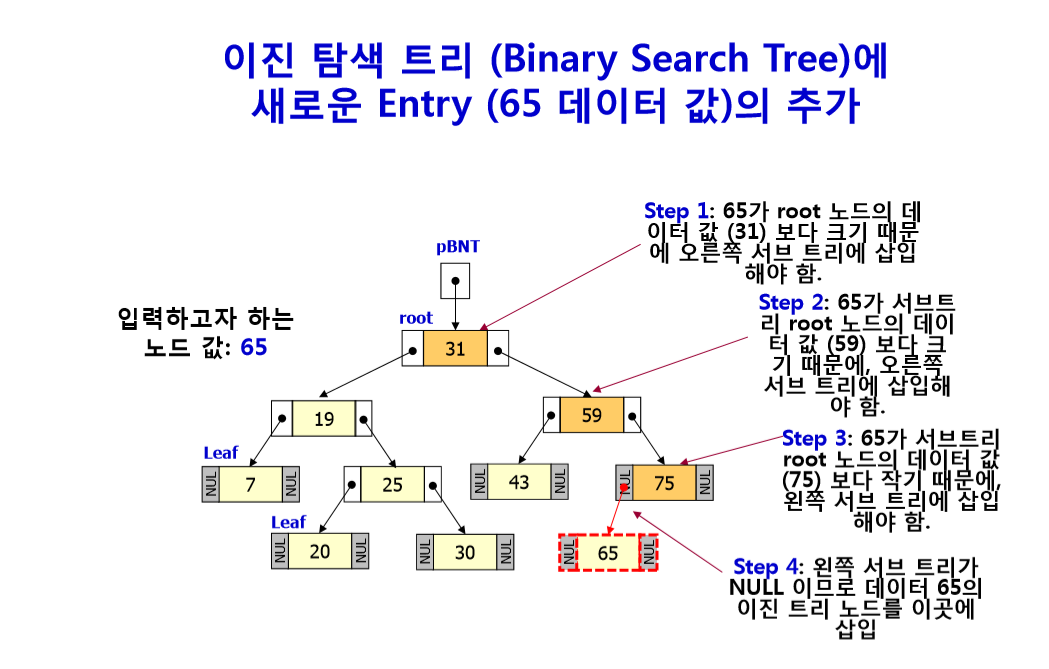 이진 탐색 트리 (Binary Search Tree)에
새로운 Entry (65 데이터 값)의 추가
Step 1: 65가 root 노드의 데
이터 값 (31) 보다 크기 때문
에 오른쪽 서브 트리에 삽입
해야 함.
pBNT
Step 2: 65가 서브트
리 root 노드의 데이
터 값 (59) 보다 크
기 때문에, 오른쪽
서브 트리에 삽입해
야 함.
입력하고자 하는
노드 값: 65
root
31
19
59
Step 3: 65가 서브트리
root 노드의 데이터 값
(75) 보다 작기 때문에,
왼쪽 서브 트리에 삽입
해야 함.
Leaf
NUL 7 NUL
25
NUL 43 NUL
NUL 75 NUL
Leaf
NUL 20 NUL
NUL 30 NUL
NUL 65 NUL
Step 4: 왼쪽 서브 트리가
NULL 이므로 데이터 65의
이진 트리 노드를 이곳에
삽입